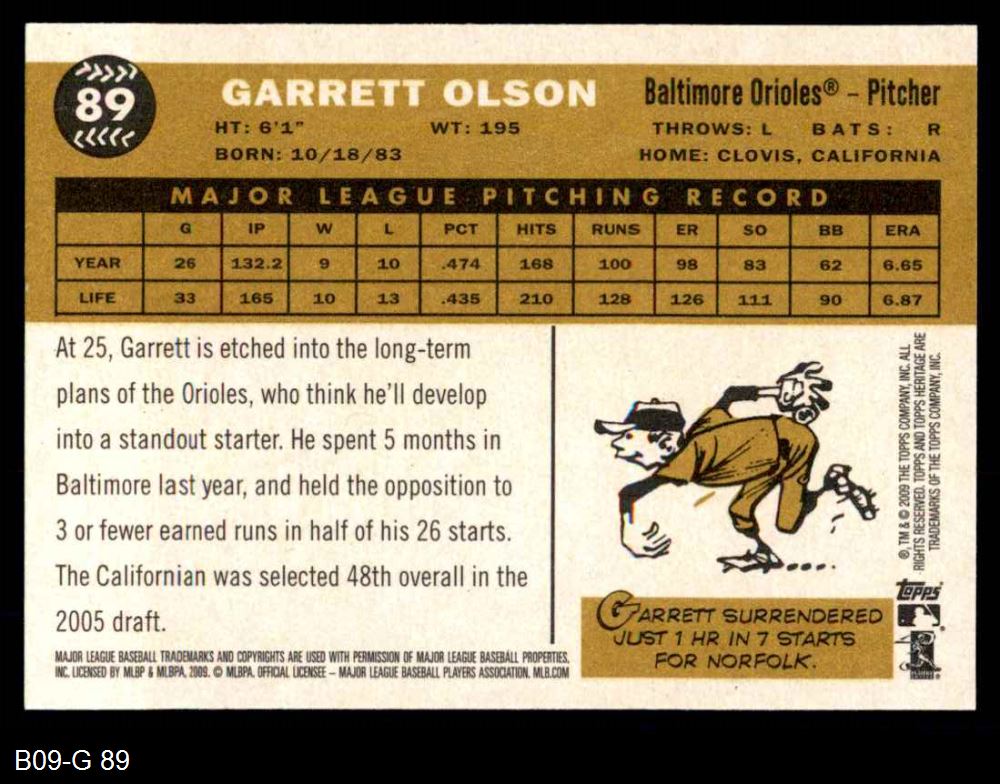 89
GARRETT OLSON
Baltimore Orioles® – Pitcher
HT: 6'1" WT: 195
THROWS: L BATS: R
BORN: 10/18/83
HOME: CLOVIS, CALIFORNIA
MAJOR LEAGUE PITCHING RECORD
G IP W L PCT HITS RUNS ER SO BB ERA
YEAR 26 132.2 9 10 .474 168 100 98 83 62 6.65
LIFE 33 165 10 13 .435 210 128 126 111 90 6.87
At 25, Garrett is etched into the long-term
plans of the Orioles, who think he'll develop
into a standout starter. He spent 5 months in
Baltimore last year, and held the opposition to
3 or fewer earned runs in half of his 26 starts.
The Californian was selected 48th overall in the
2005 draft.
MAJOR LEAGUE BASEBALL TRADEMARKS AND COPYRIGHTS ARE USED WITH PERMISSION OF MAJOR LEAGUE BASEBALL PROPERTIES,
INC. LICENSED BY MLBP & MLBPA, 2009. © MLBPA, OFFICIAL LICENSEE – MAJOR LEAGUE BASEBALL PLAYERS ASSOCIATION. MLB.COM
GARRETT SURRENDERED
JUST 1 HR IN 7 STARTS
FOR NORFOLK.
®, TM & © 2009 THE TOPPS COMPANY, INC. ALL
RIGHTS RESERVED. TOPPS AND TOPPS HERITAGE ARE
TRADEMARKS OF THE TOPPS COMPANY, INC.
Topps®
B09-G 89